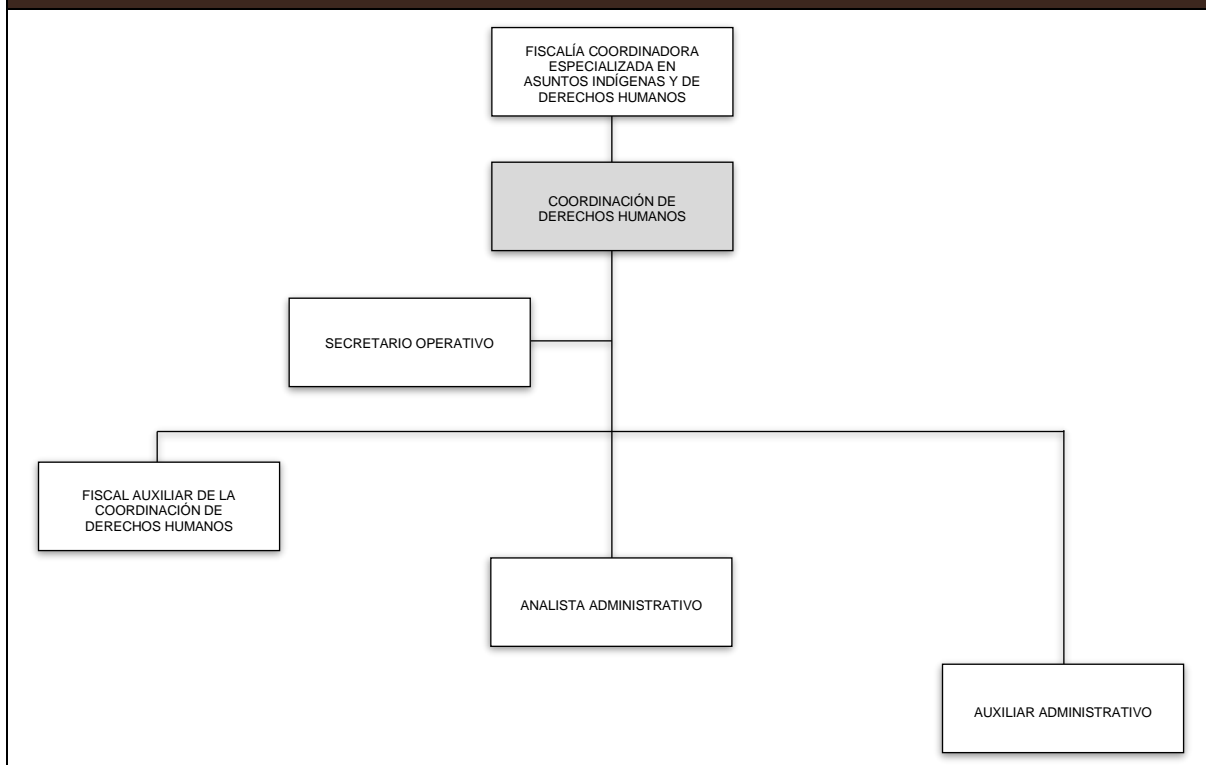 FISCALÍA COORDINADORA
ESPECIALIZADA EN
ASUNTOS INDÍGENAS Y DE
DERECHOS HUMANOS
COORDINACIÓN DE
DERECHOS HUMANOS
SECRETARIO OPERATIVO
FISCAL AUXILIAR DE LA
COORDINACIÓN DE
DERECHOS HUMANOS
ANALISTA ADMINISTRATIVO
AUXILIAR ADMINISTRATIVO